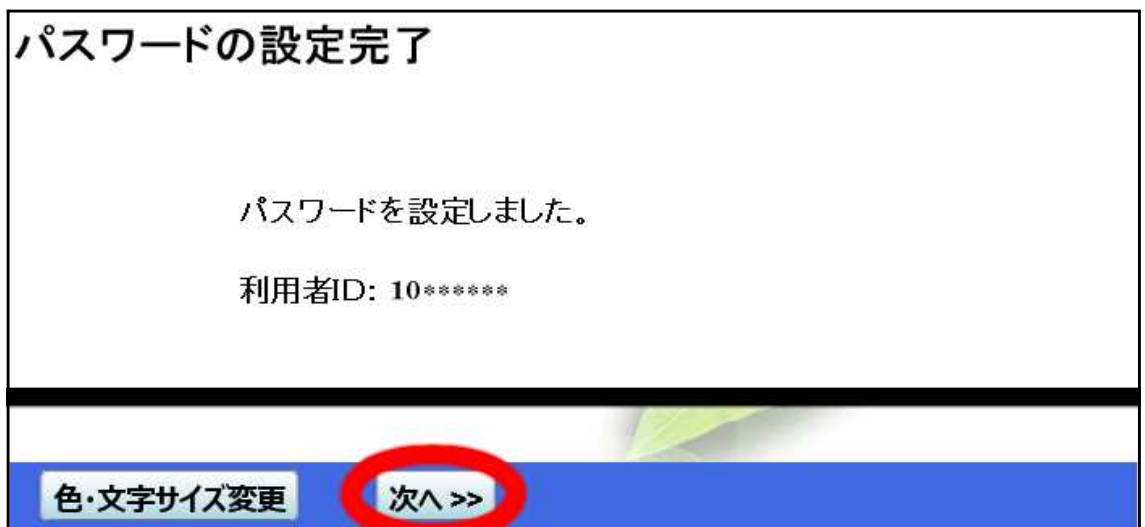 パスワードの設定完了
パスワードを設定しました。
利用者ID: 10******
色・文字サイズ変更
次へ >>